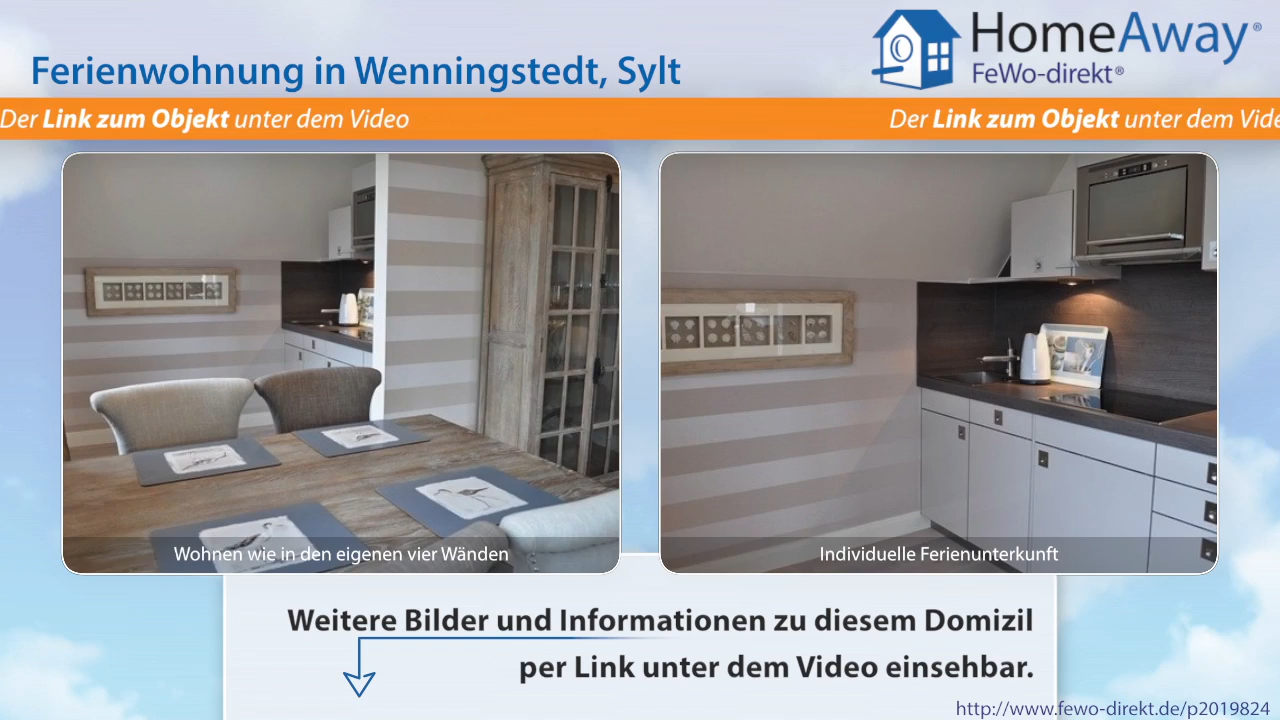 HomeAway®
FeWo-direkt®
Ferienwohnung in Wenningstedt, Sylt
Der Link zum Objekt unter dem Video
Der Link zum Objekt unter dem Vide
Wohnen wie in den eigenen vier Wänden
Individuelle Ferienunterkunft
Weitere Bilder und Informationen zu diesem Domizil
per Link unter dem Video einsehbar.
http://www.fewo-direkt.de/p2019824